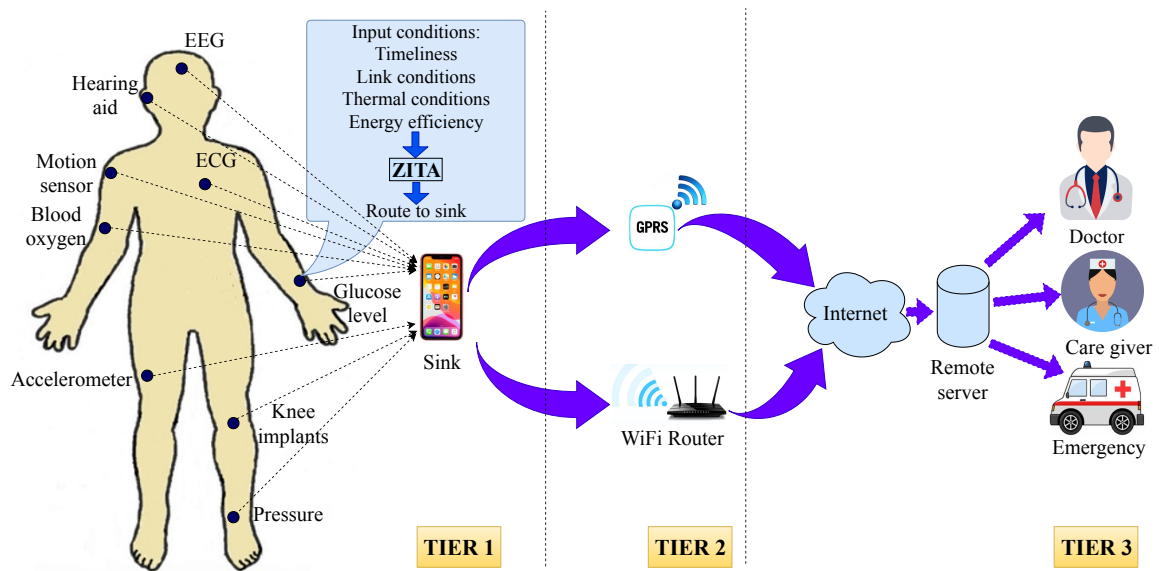 EEG
Hearing
aid
Motion
sensor
Blood
oxygen
ECG
Accelerometer
Knee
implants
Pressure
Glucose
level
Input conditions:
Timeliness
Link conditions
Thermal conditions
Energy efficiency
ZITA
Route to sink
Sink
TIER 1
GPRS
WiFi Router
TIER 2
Internet
Remote
server
Doctor
Care giver
Emergency
TIER 3